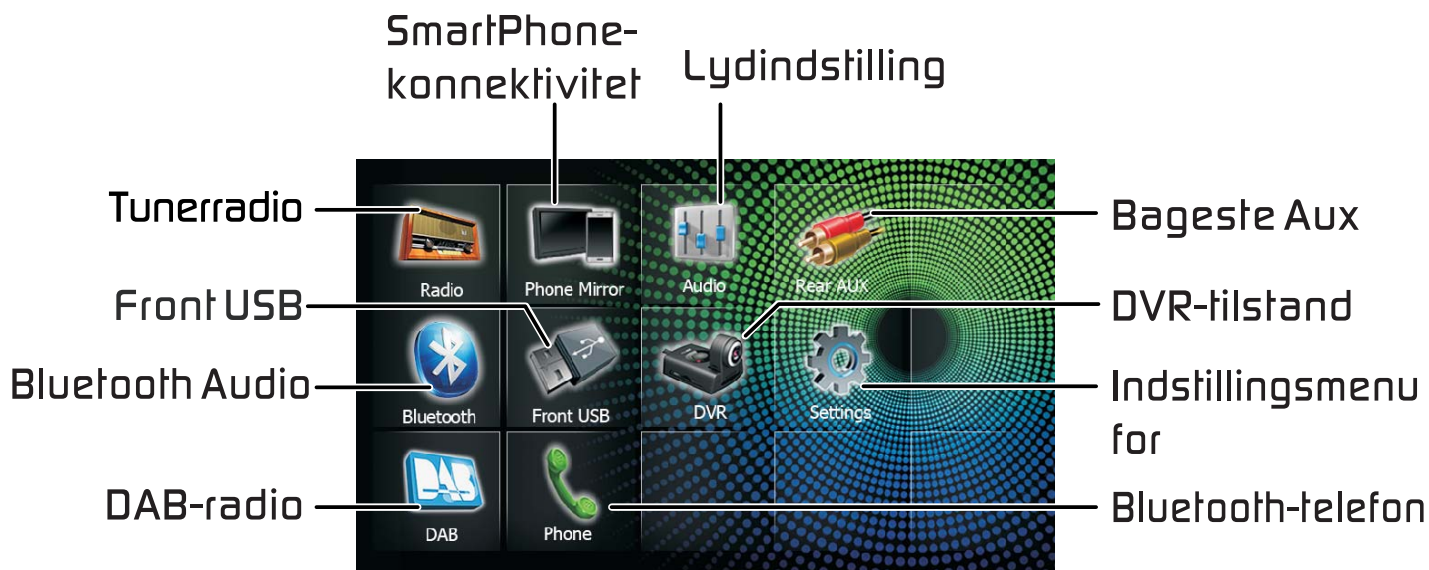 SmartPhone-
konnektivitet
Lydindstilling
Tunerradio
Bageste Aux
Radio
Phone Mirror
Audio
Rear AUX
Front USB
DVR-tilstand
Bluetooth Audio
Indstillingsmenu
for
Bluetooth
Front USB
DVR
Settings
DAB-radio
DAB
Bluetooth-telefon
DAB
Phone